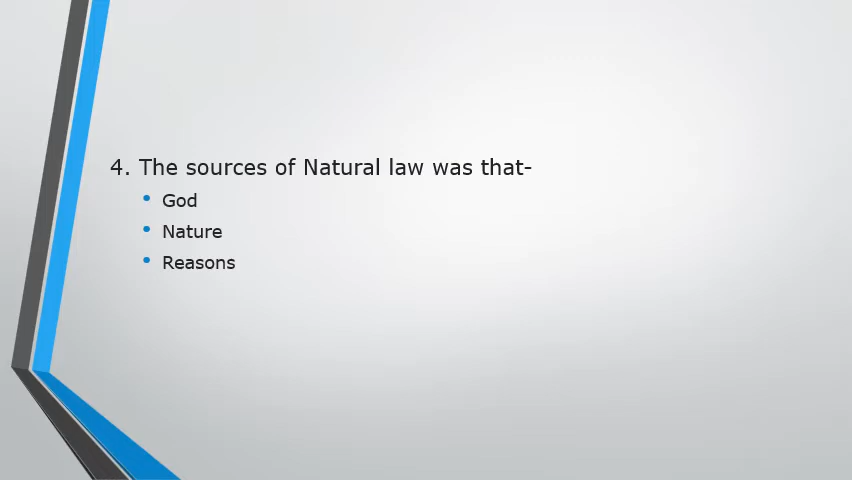 4. The sources of Natural law was that-
• God
• Nature
• Reasons